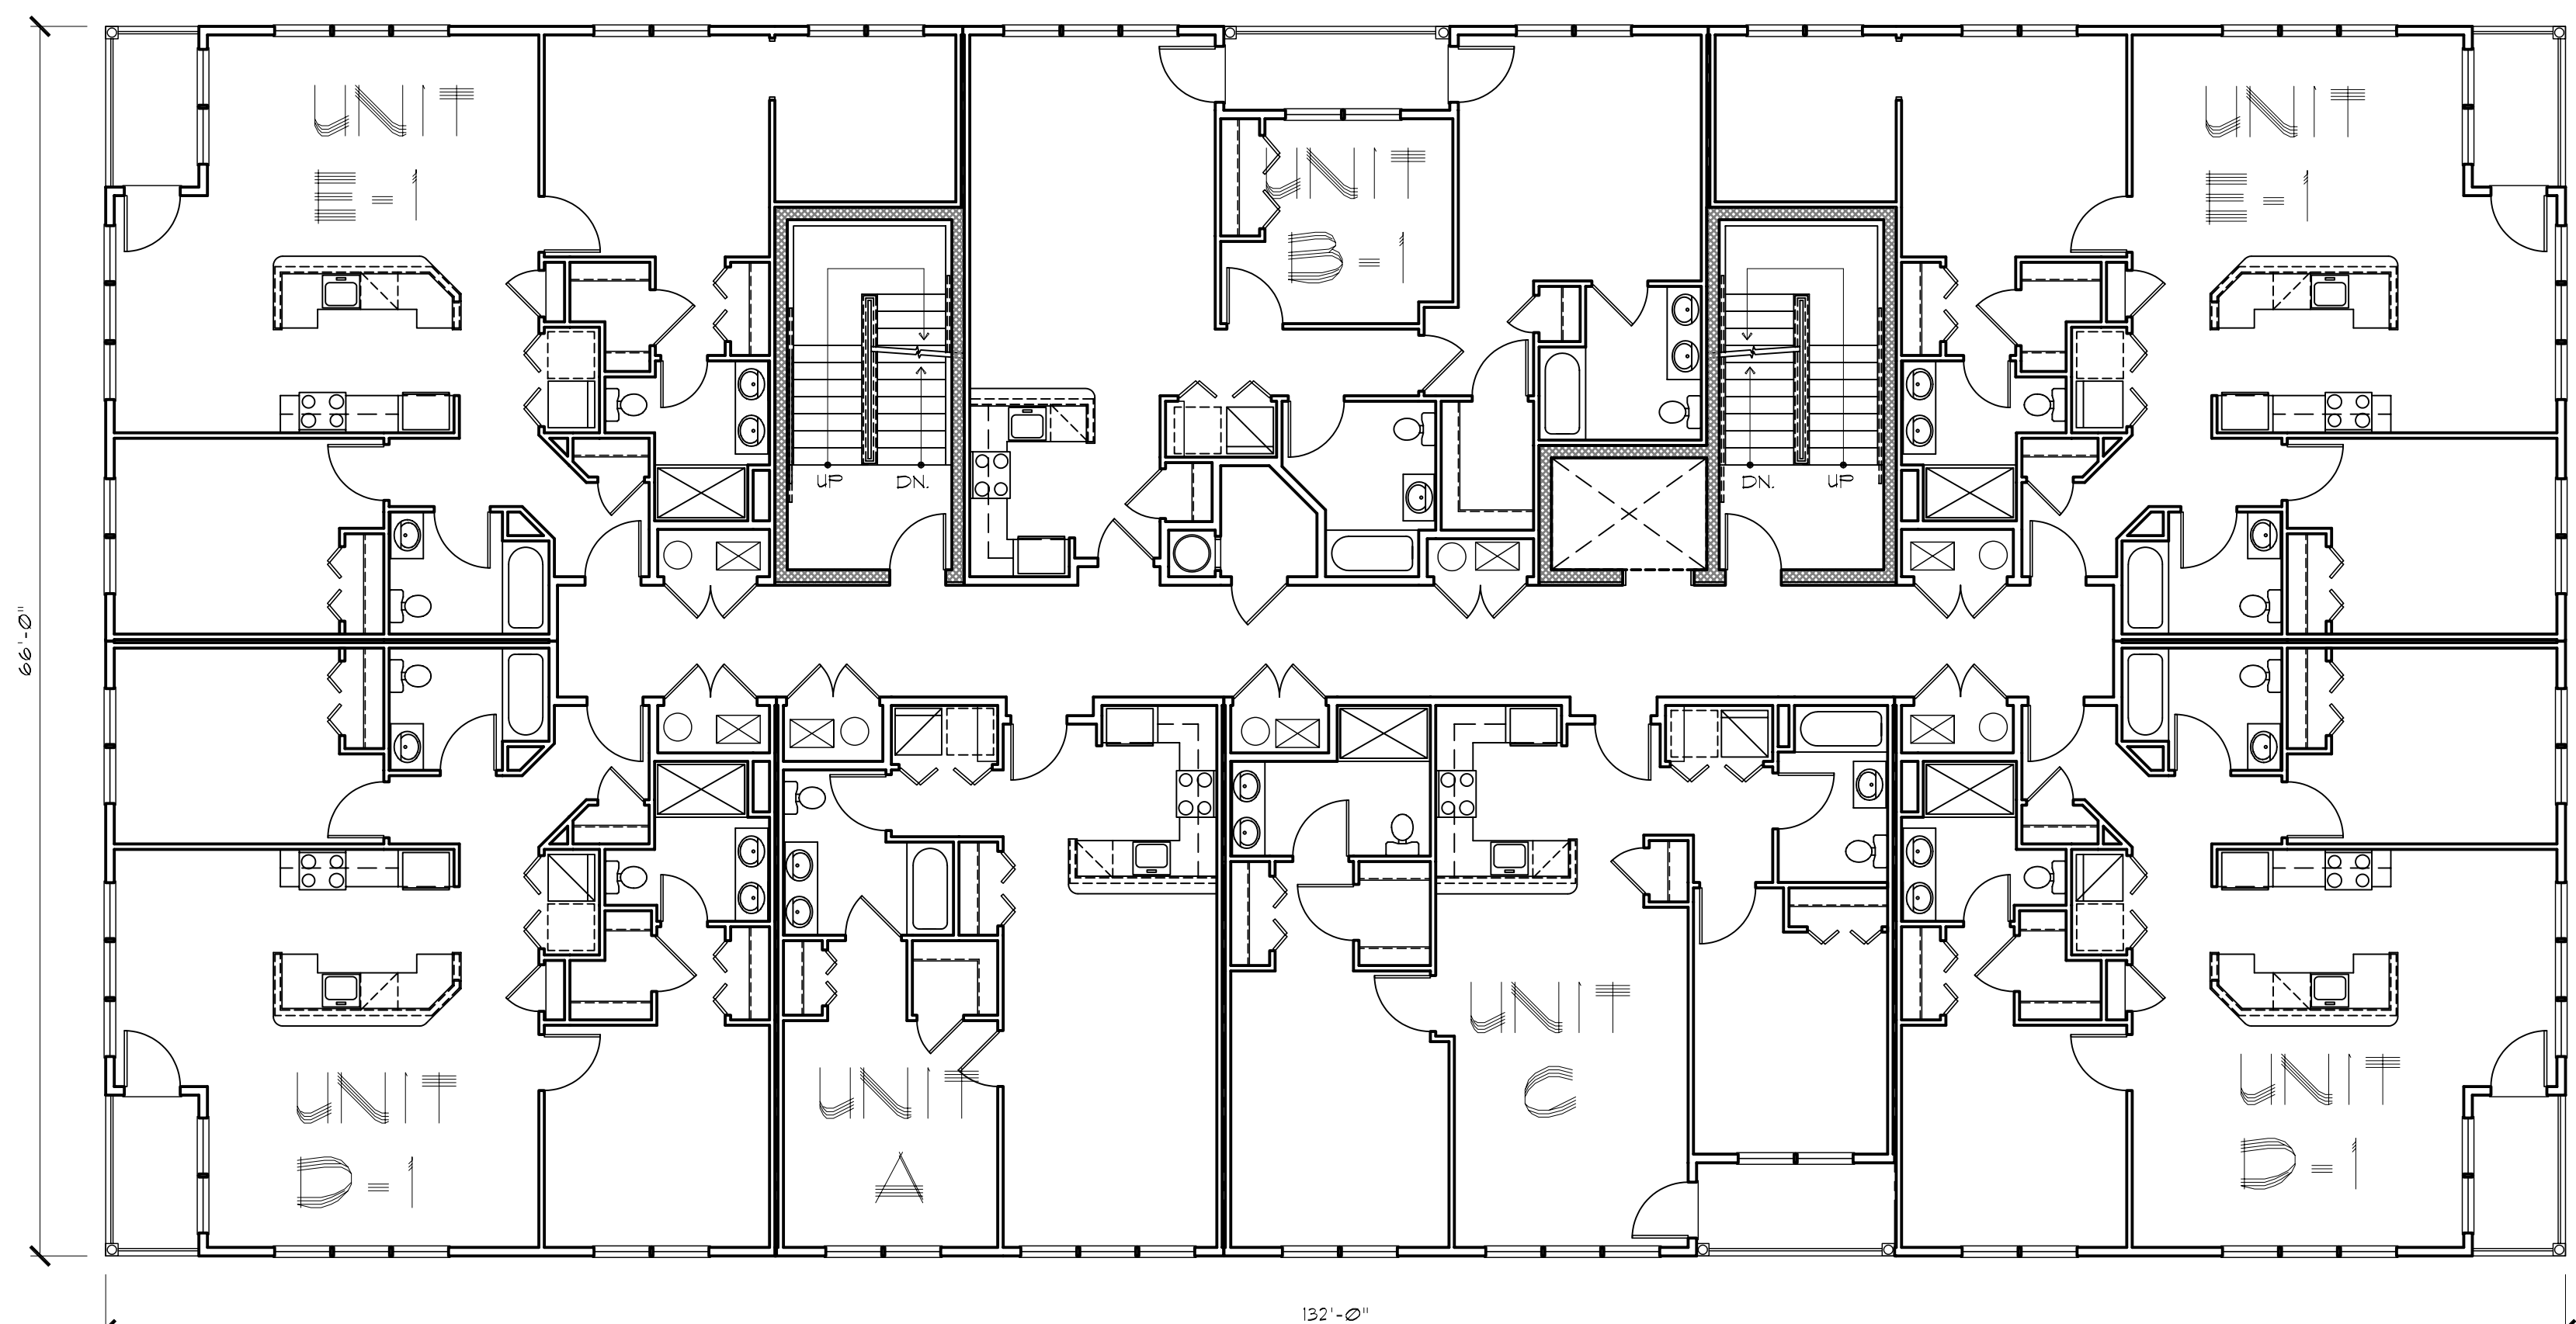 UNIT
E-1
UNIT
B-1
UNIT
E-1
UP
DN.
DN.
UP
66'-0"
UNIT
D-1
UNIT
A
UNIT
C
UNIT
D-1
132'-0"